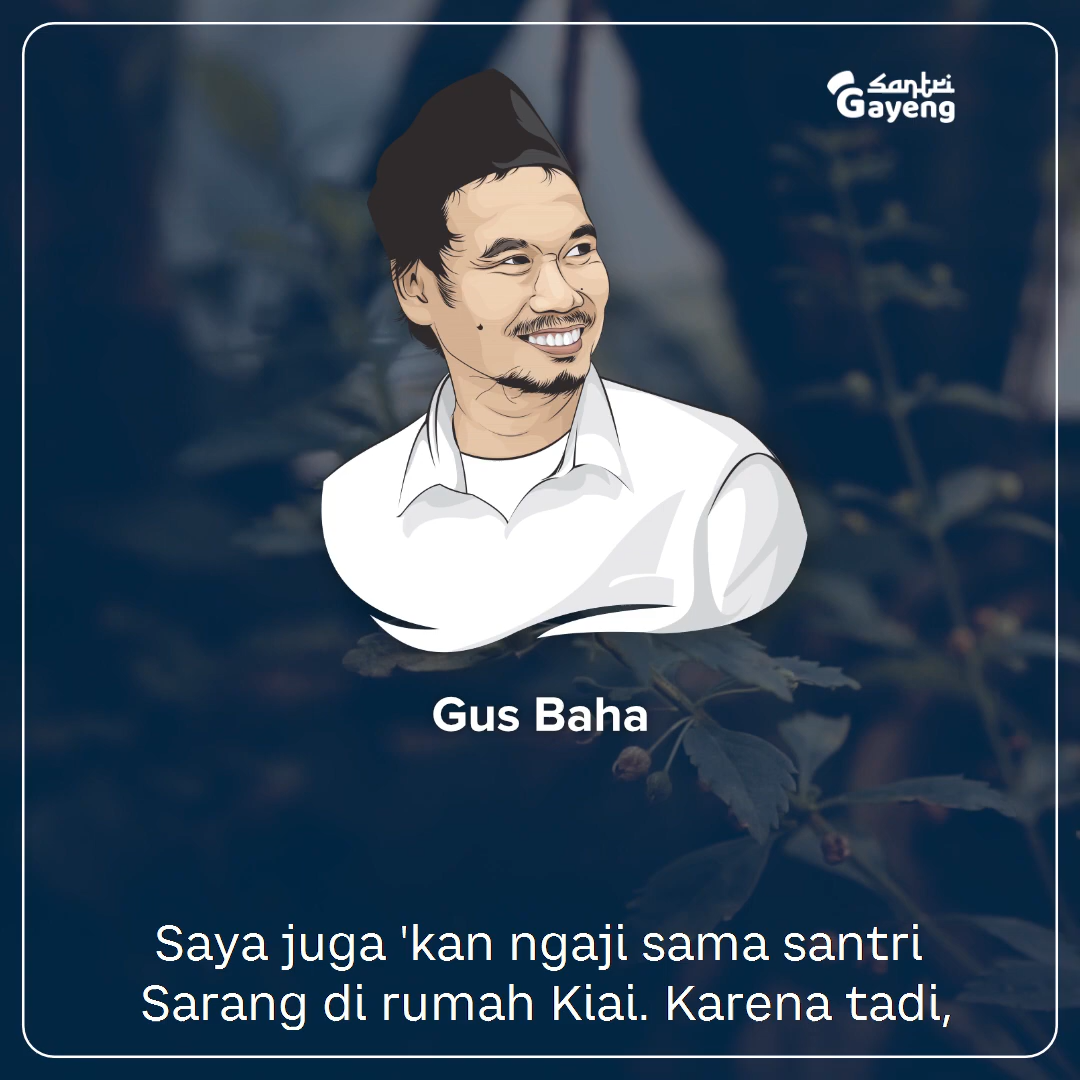 Santri
Gayeng
Gus Baha
Saya juga 'kan ngaji sama santri
Sarang di rumah Kiai. Karena tadi,